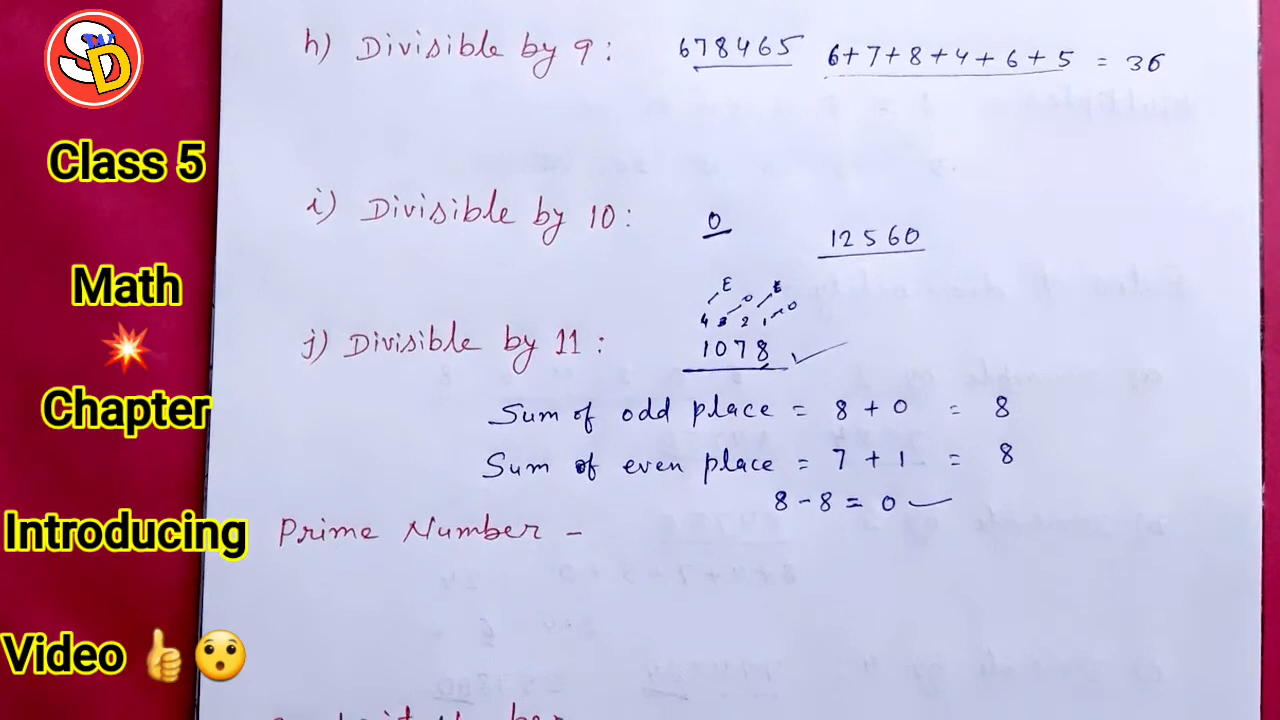 SWD
Class 5
Math
Chapter
Introducing
Video
h) Divisible by 9 : 678465 6+7+8+4+6+5 = 36
i) Divisible by 10 : 0 12560
E O E O
4 3 2 1
j) Divisible by 11 : 1078
Sum of odd place = 8 + 0 = 8
Sum of even place = 7 + 1 = 8
8 - 8 = 0
Prime Number -